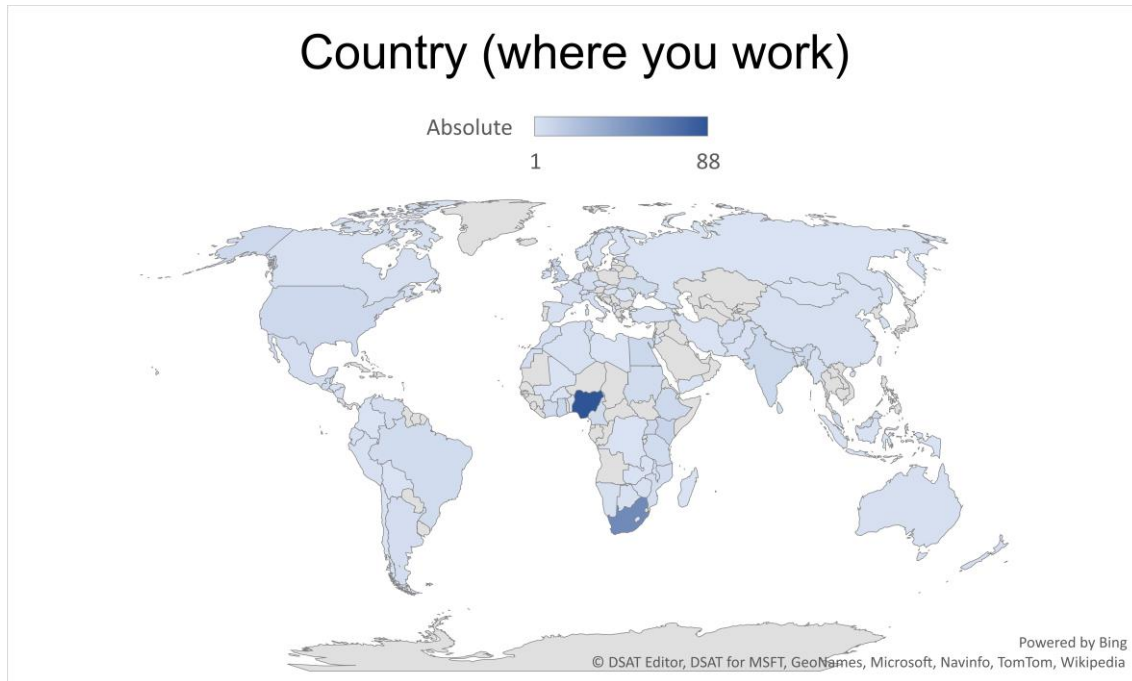 Country (where you work)
Absolute
1 88
Powered by Bing
© DSAT Editor, DSAT for MSFT, GeoNames, Microsoft, Navinfo, TomTom, Wikipedia